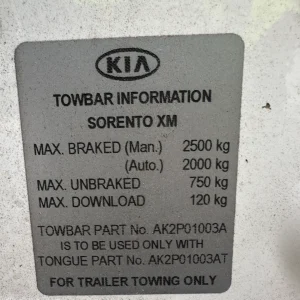 KIA
TOWBAR INFORMATION
SORENTO XM
MAX. BRAKED (Man.) 2500 kg
(Auto.) 2000 kg
MAX. UNBRAKED 750 kg
MAX. DOWNLOAD 120 kg
TOWBAR PART No. AK2P01003A
IS TO BE USED ONLY WITH
TONGUE PART No. AK2P01003AT
FOR TRAILER TOWING ONLY